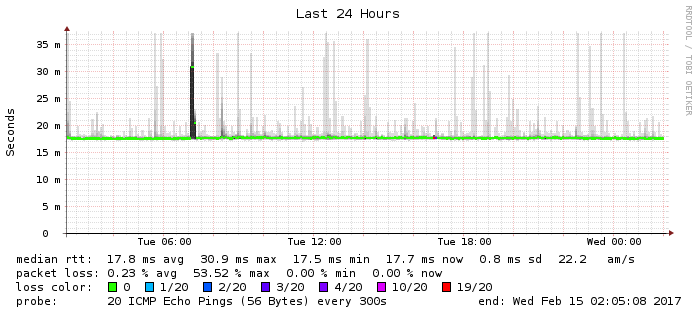 Last 24 Hours
RRDTOOL / TOBI OETIKER
Seconds
35 m
30 m
25 m
20 m
15 m
10 m
5 m
0
Tue 06:00 Tue 12:00 Tue 18:00 Wed 00:00
median rtt: 17.8 ms avg 30.9 ms max 17.5 ms min 17.7 ms now 0.8 ms sd 22.2 am/s
packet loss: 0.23 % avg 53.52 % max 0.00 % min 0.00 % now
loss color: 0 1/20 2/20 3/20 4/20 10/20 19/20
probe: 20 ICMP Echo Pings (56 Bytes) every 300s end: Wed Feb 15 02:05:08 2017